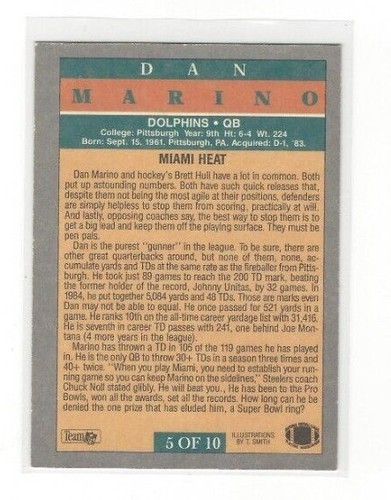 DAN
MARINO
DOLPHINS • QB
College: Pittsburgh Year: 9th Ht: 6-4 Wt. 224
Born: Sept. 15, 1961, Pittsburgh, PA. Acquired: D-1, '83.
MIAMI HEAT
Dan Marino and hockey's Brett Hull have a lot in common. Both
put up astounding numbers. Both have such quick releases that,
despite them not being the most agile at their positions, defenders
are simply helpless to stop them from scoring, practically at will.
And lastly, opposing coaches say, the best way to stop them is to
get a big lead and keep them off the playing surface. They must be
pen pals.
Dan is the purest "gunner" in the league. To be sure, there are
other great quarterbacks around, but none of them, none, ac-
cumulate yards and TDs at the same rate as the fireballer from Pitts-
burgh. He took just 89 games to reach the 200 TD mark, beating
the former holder of the record, Johnny Unitas, by 32 games. In
1984, he put together 5,084 yards and 48 TDs. Those are marks even
Dan may not be able to equal. He once passed for 521 yards in a
game. He ranks 10th on the all-time career yardage list with 31,416.
He is seventh in career TD passes with 241, one behind Joe Mon-
tana (4 more years in the league).
Marino has thrown a TD in 105 of the 119 games he has played
in. He is the only QB to throw 30+ TDs in a season three times and
40+ twice. "When you play Miami, you need to establish your run-
ning game so you can keep Marino on the sidelines," Steelers coach
Chuck Noll stated glibly. He will beat you.. He has been to the Pro
Bowls, won all the awards, set all the records. How long can he be
denied the one prize that has eluded him, a Super Bowl ring?
Team NFL
5 OF 10
ILLUSTRATIONS
BY T. SMITH